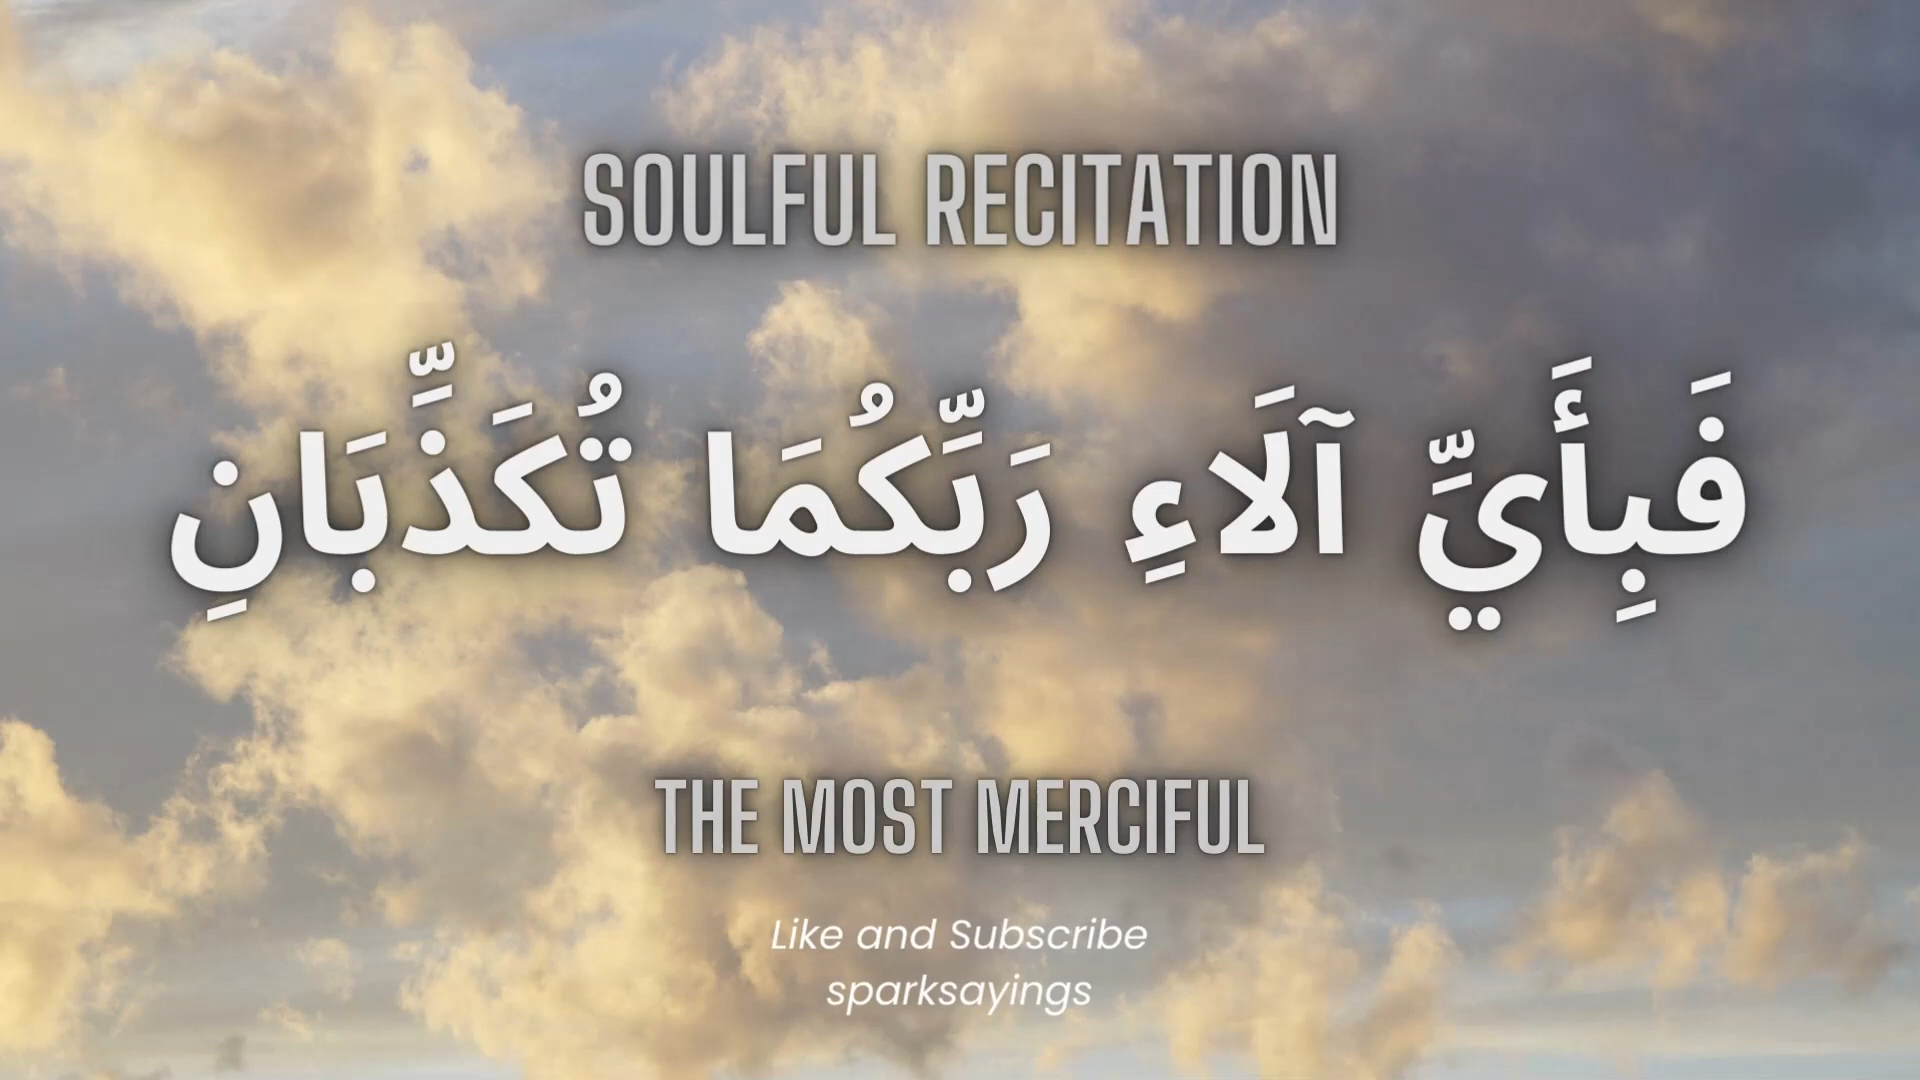 SOULFUL RECITATION
فَبِأَيِّ آلَاءِ رَبِّكُمَا تُكَذِّبَانِ
THE MOST MERCIFUL
Like and Subscribe
sparksayings